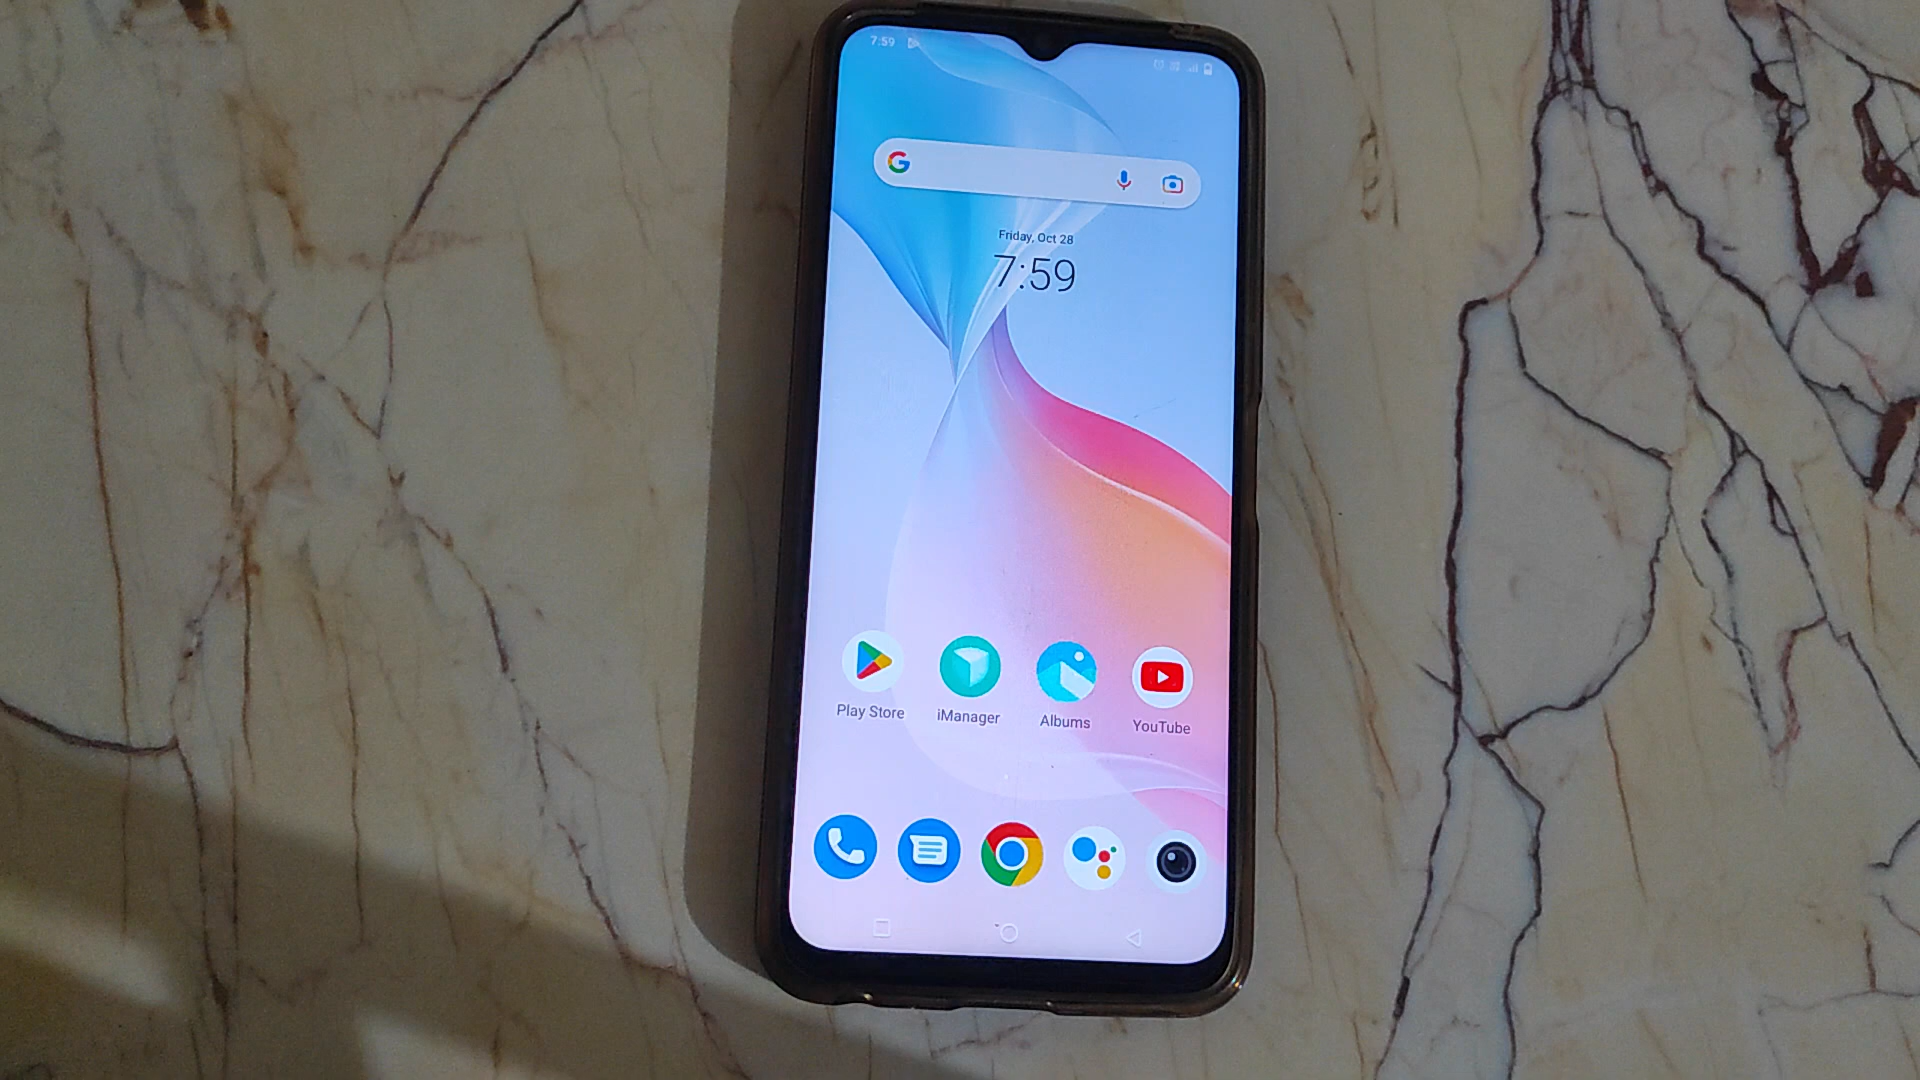 7:59
Friday, Oct 28
7:59
Play Store
iManager
Albums
YouTube